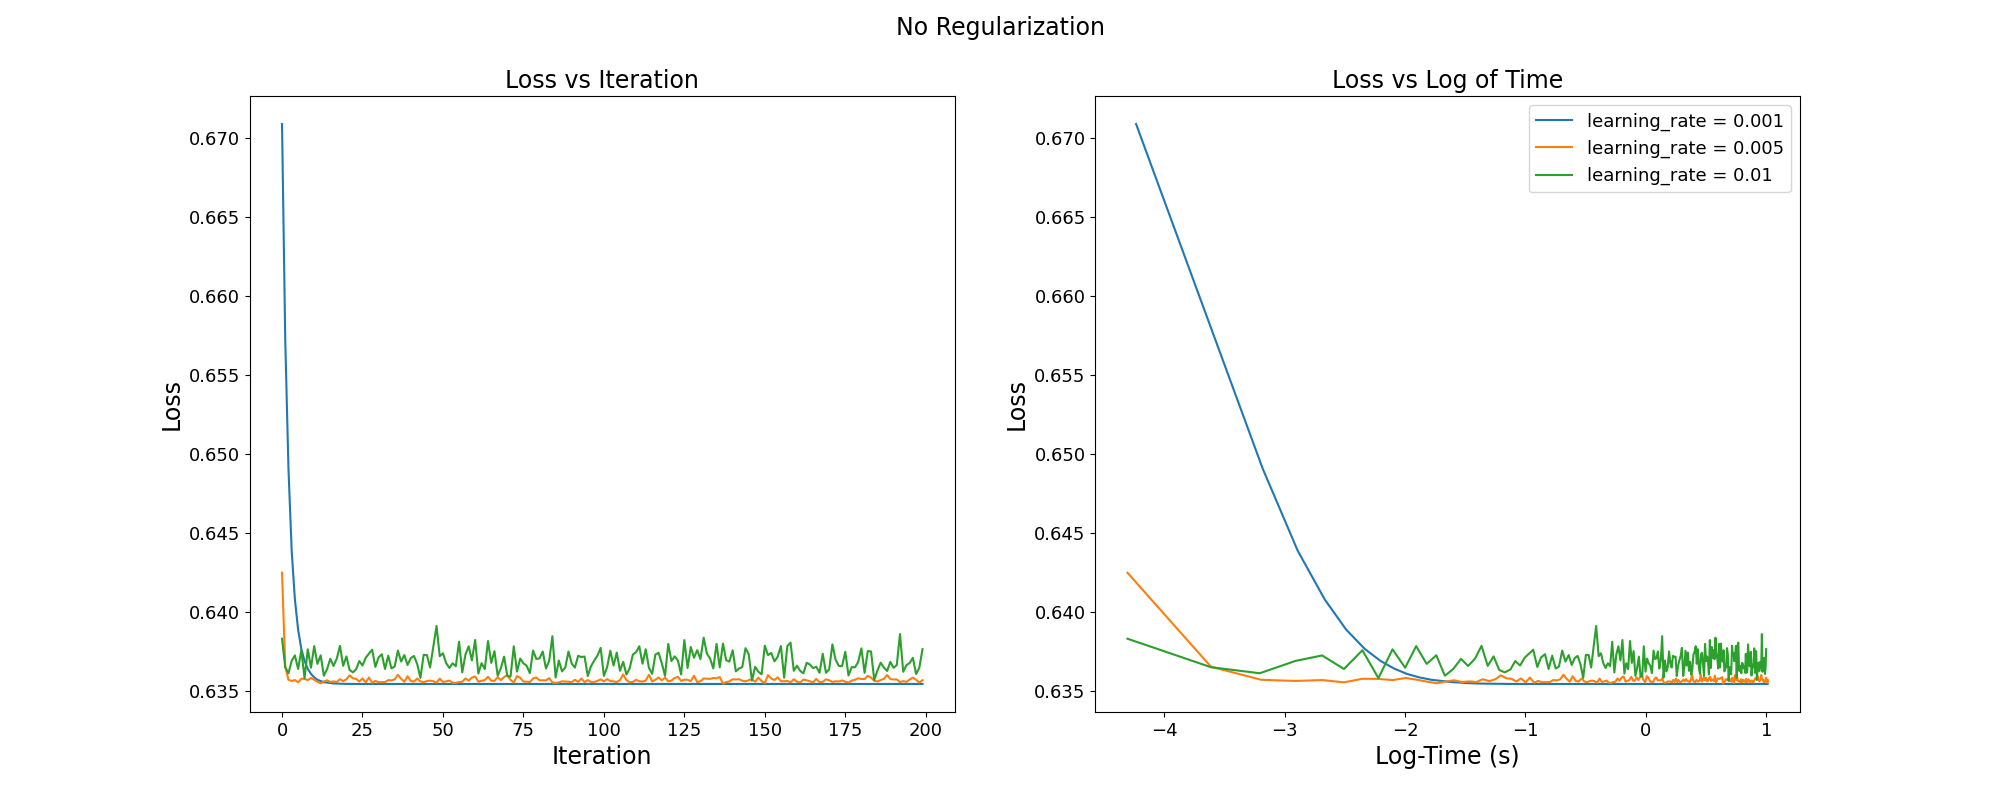 No Regularization
Loss vs Iteration
Loss
0.670
0.665
0.660
0.655
0.650
0.645
0.640
0.635
0 25 50 75 100 125 150 175 200
Iteration
Loss vs Log of Time
Loss
0.670
0.665
0.660
0.655
0.650
0.645
0.640
0.635
learning_rate = 0.001
learning_rate = 0.005
learning_rate = 0.01
−4 −3 −2 −1 0 1
Log-Time (s)